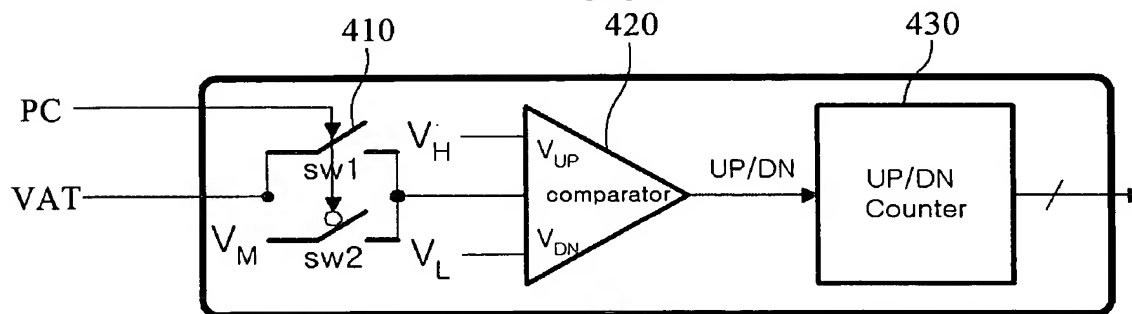 410
420
430
PC
VAT
sw1
V_M
sw2
V_H
V_L
V_UP
comparator
V_DN
UP/DN
UP/DN
Counter